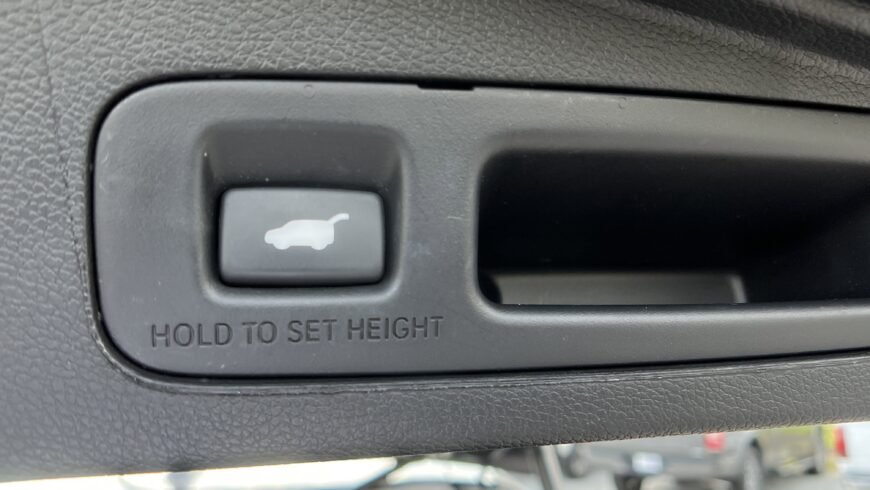 HOLD TO SET HEIGHT